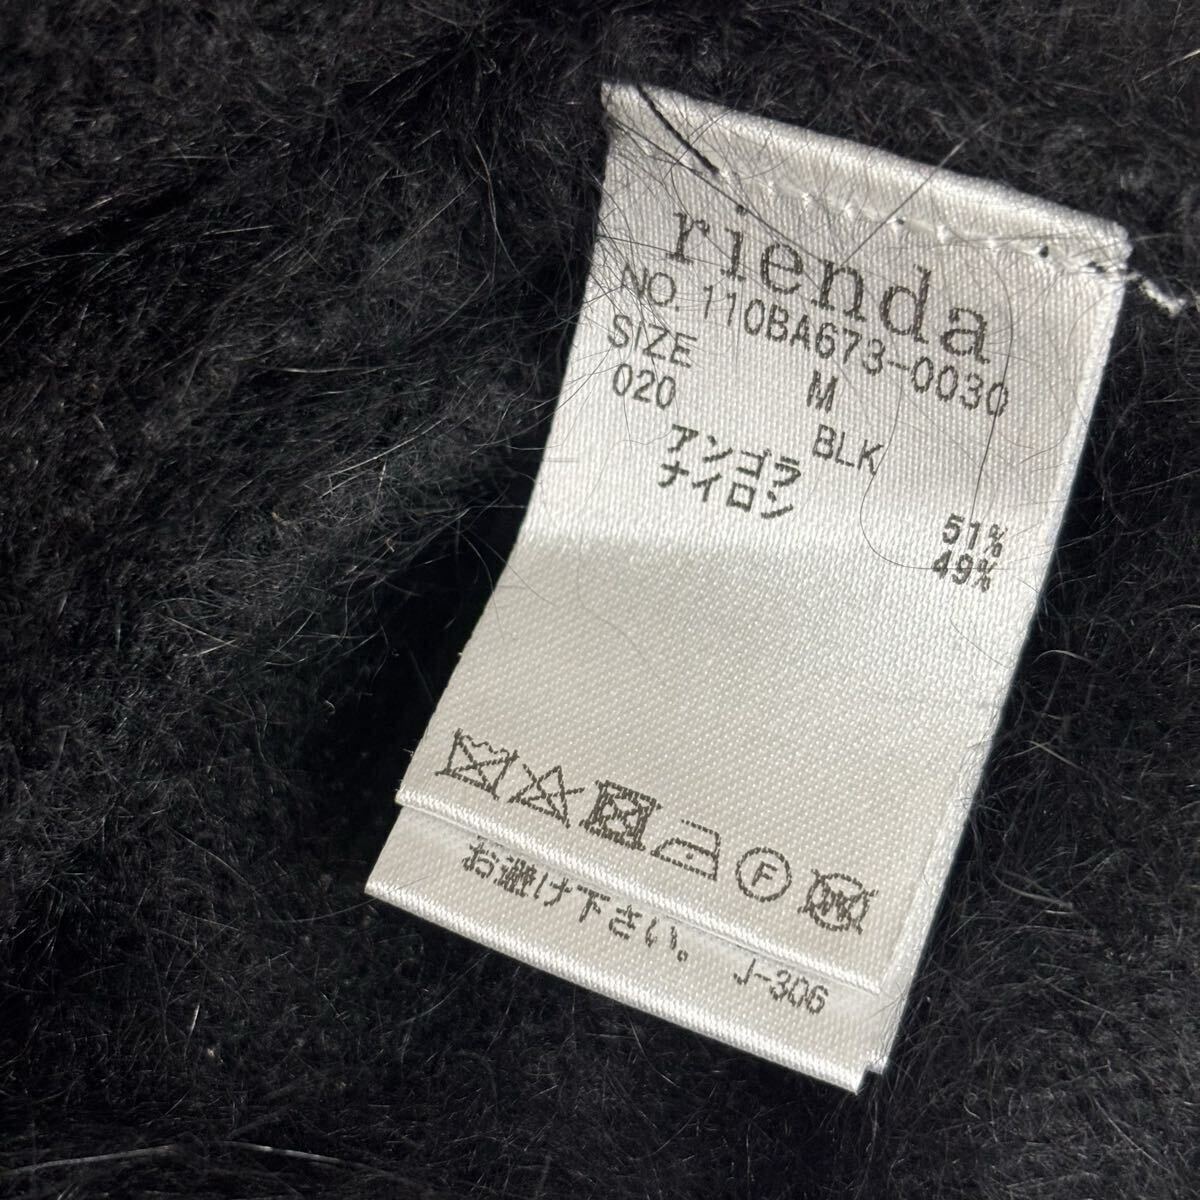 rienda
NO. 110BA673-0030
SIZE M
020 BLK
アンゴラ 51%
ナイロン 49%
F
W
お避け下さい。 J-306